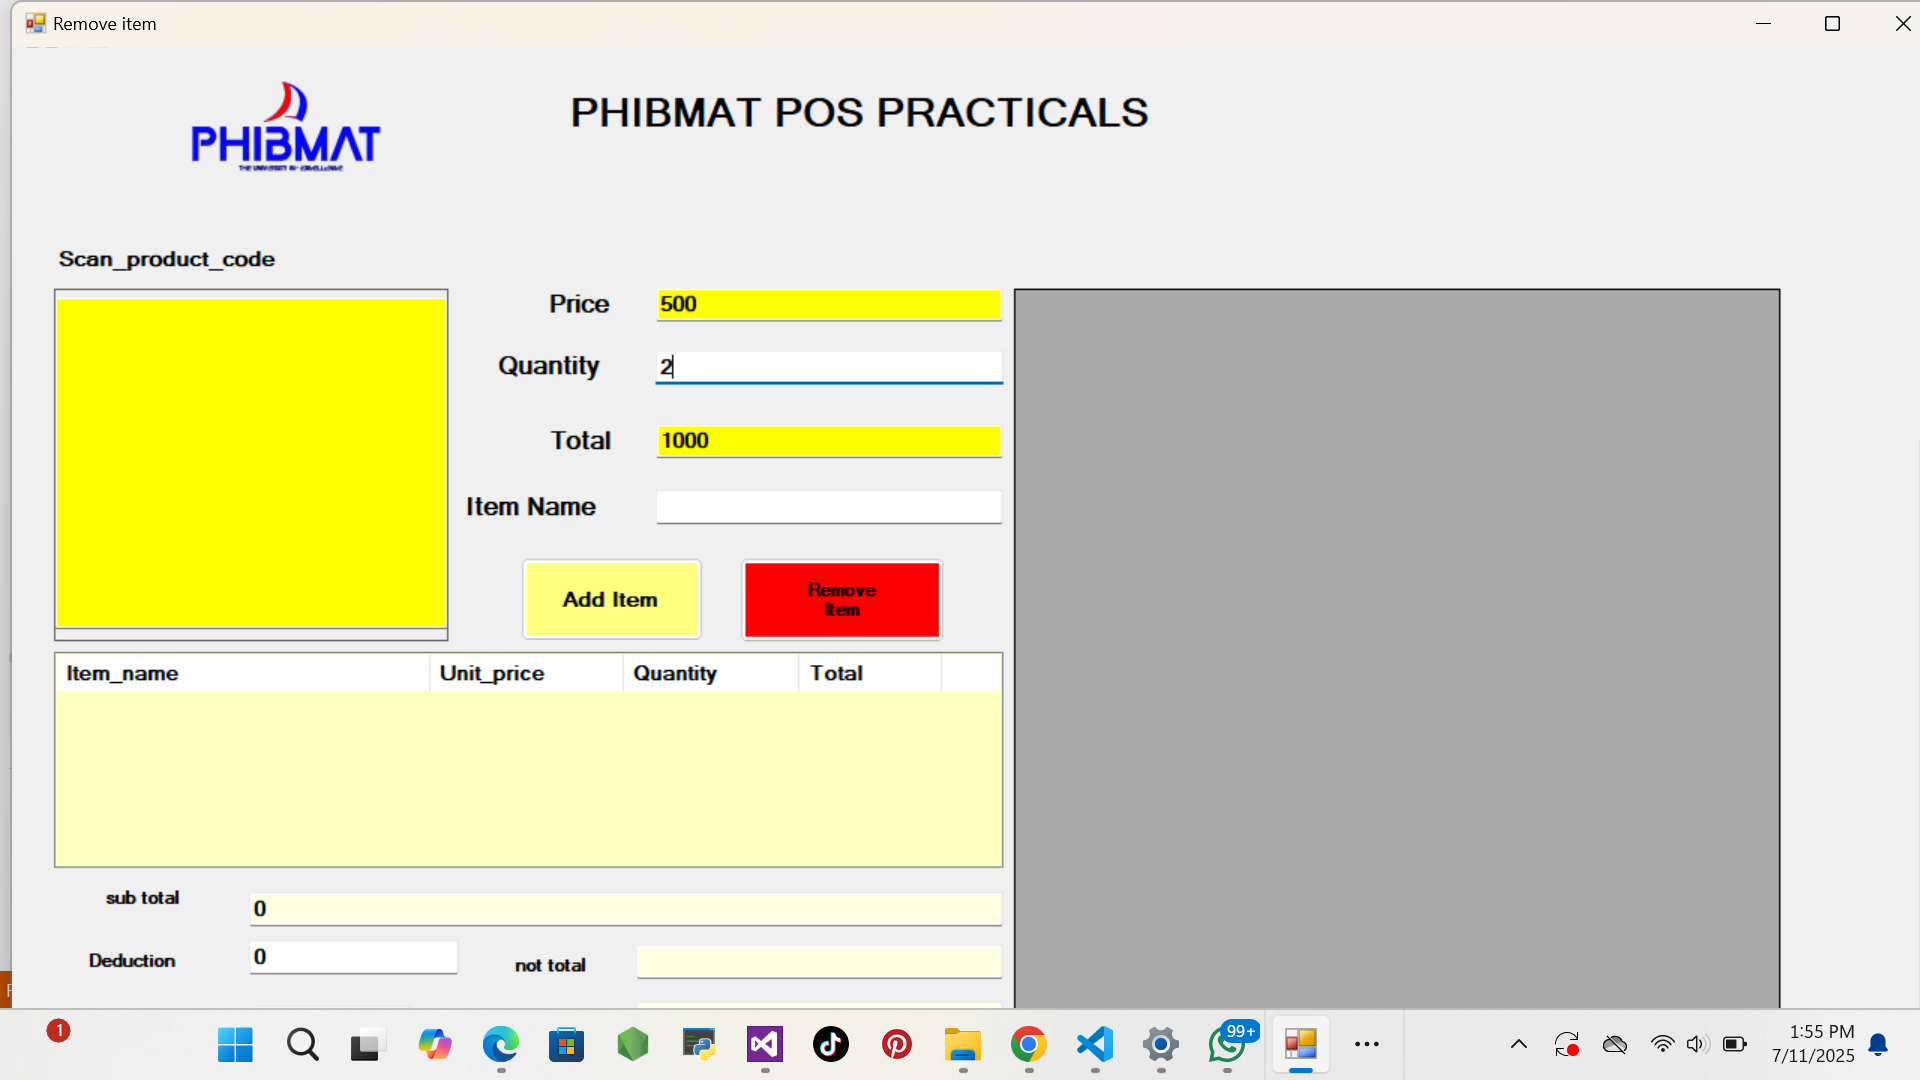 Remove item
PHIBMAT
PHIBMAT POS PRACTICALS
Scan_product_code
Price
500
Quantity
2
Total
1000
Item Name
Add Item
Remove
Item
Item_name Unit_price Quantity Total
sub total
0
Deduction
0
not total
1
99+
1:55 PM
7/11/2025